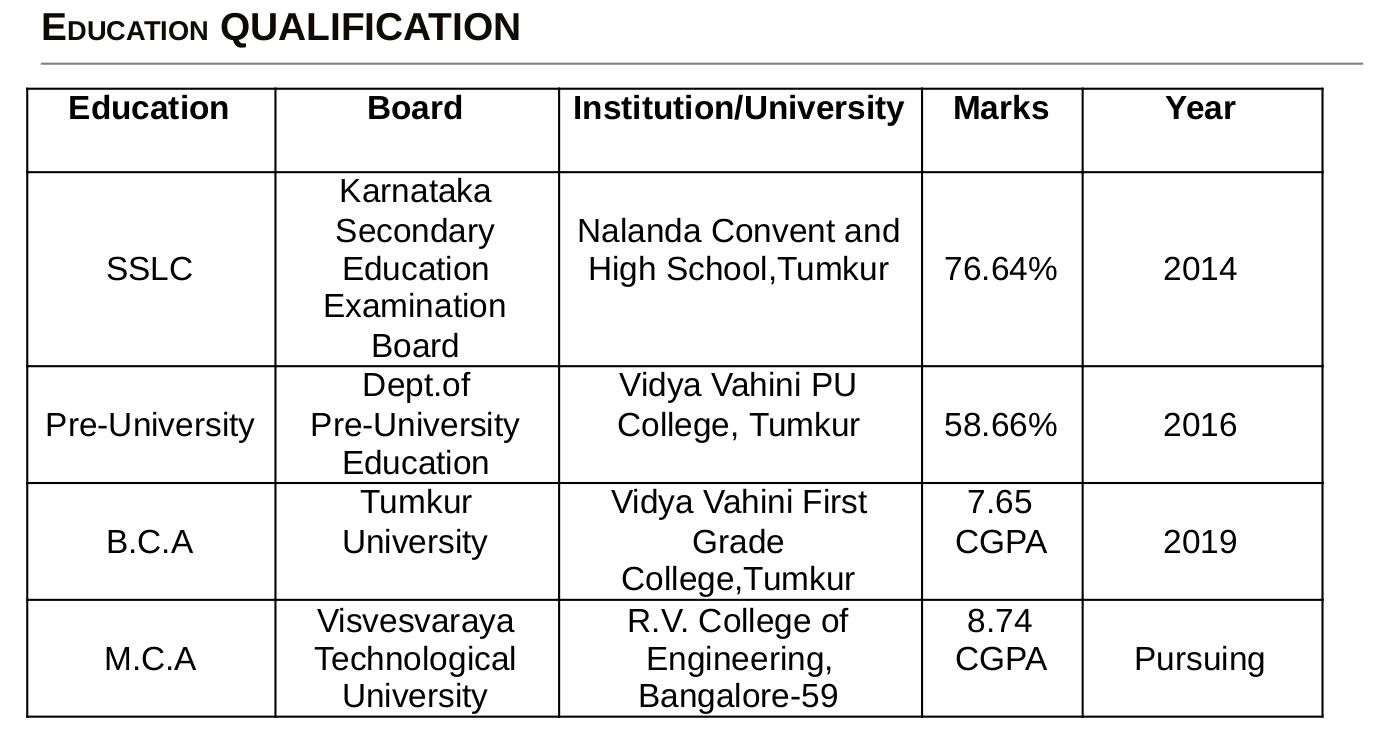 Education QUALIFICATION
Education Board Institution/University Marks Year
SSLC Karnataka Secondary Education Examination Board Nalanda Convent and High School,Tumkur 76.64% 2014
Pre-University Dept.of Pre-University Education Vidya Vahini PU College, Tumkur 58.66% 2016
B.C.A Tumkur University Vidya Vahini First Grade College,Tumkur 7.65 CGPA 2019
M.C.A Visvesvaraya Technological University R.V. College of Engineering, Bangalore-59 8.74 CGPA Pursuing